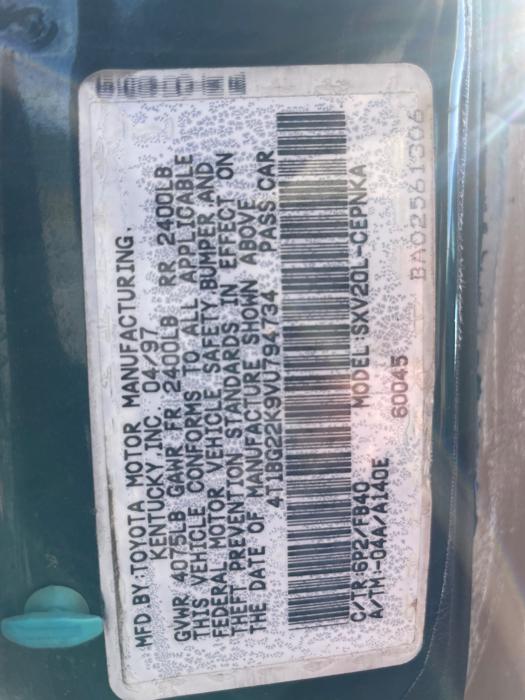 MFD BY:TOYOTA MOTOR MANUFACTURING,
KENTUCKY,INC. 04/97
GVWR 4075LB GAWR FR 2400LB RR 2400LB
THIS VEHICLE CONFORMS TO ALL APPLICABLE
FEDERAL MOTOR VEHICLE SAFETY,BUMPER AND
THEFT PREVENTION STANDARDS IN EFFECT ON
THE DATE OF MANUFACTURE SHOWN ABOVE.
4T1BG22K9VU794734 PASS.CAR
C/TR:6P2/FB40 MODEL:SXV20L-CEPNKA
A/TM:-04A/A140E 60045
BA02561306